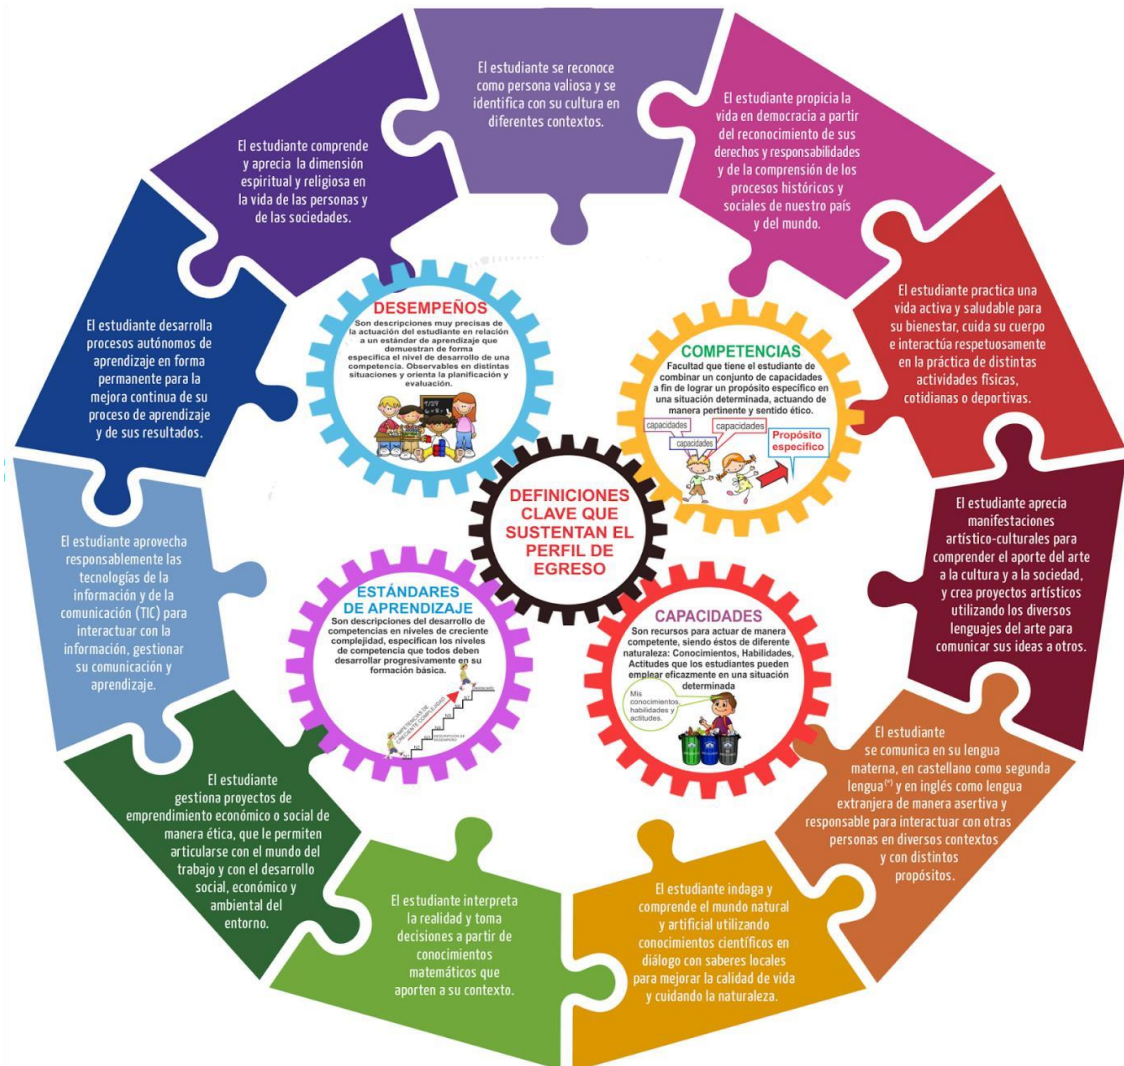 El estudiante se reconoce
como persona valiosa y se
identifica con su cultura en
diferentes contextos.
El estudiante propicia la
vida en democracia a partir
del reconocimiento de sus
derechos y responsabilidades
y de la comprensión de los
procesos históricos y
sociales de nuestro país
y del mundo.
El estudiante practica una
vida activa y saludable para
su bienestar, cuida su cuerpo
e interactúa respetuosamente
en la práctica de distintas
actividades físicas,
cotidianas o deportivas.
El estudiante aprecia
manifestaciones
artístico-culturales para
comprender el aporte del arte
a la cultura y a la sociedad,
y crea proyectos artísticos
utilizando los diversos
lenguajes del arte para
comunicar sus ideas a otros.
El estudiante
se comunica en su lengua
materna, en castellano como segunda
lengua(*) y en inglés como lengua
extranjera de manera asertiva y
responsable para interactuar con otras
personas en diversos contextos
y con distintos
propósitos.
El estudiante indaga y
comprende el mundo natural
y artificial utilizando
conocimientos científicos en
diálogo con saberes locales
para mejorar la calidad de vida
y cuidando la naturaleza.
El estudiante interpreta
la realidad y toma
decisiones a partir de
conocimientos
matemáticos que
aporten a su contexto.
El estudiante
gestiona proyectos de
emprendimiento económico o social de
manera ética, que le permiten
articularse con el mundo del
trabajo y con el desarrollo
social, económico y
ambiental del
entorno.
El estudiante aprovecha
responsablemente las
tecnologías de la
información y de la
comunicación (TIC) para
interactuar con la
información, gestionar
su comunicación y
aprendizaje.
El estudiante desarrolla
procesos autónomos de
aprendizaje en forma
permanente para la
mejora continua de su
proceso de aprendizaje
y de sus resultados.
El estudiante comprende
y aprecia la dimensión
espiritual y religiosa en
la vida de las personas y
de las sociedades.
DESEMPEÑOS
Son descripciones muy precisas de
la actuación del estudiante en relación
a un estándar de aprendizaje que
demuestran de forma
especifica el nivel de desarrollo de una
competencia. Observables en distintas
situaciones y orienta la planificación y
evaluación.
COMPETENCIAS
Facultad que tiene el estudiante de
combinar un conjunto de capacidades
a fin de lograr un propósito específico en
una situación determinada, actuando de
manera pertinente y sentido ético.
capacidades
capacidades
capacidades
Propósito
específico
DEFINICIONES
CLAVE QUE
SUSTENTAN EL
PERFIL DE
EGRESO
ESTÁNDARES
DE APRENDIZAJE
Son descripciones del desarrollo de
competencias en niveles de creciente
complejidad, especifican los niveles
de competencia que todos deben
desarrollar progresivamente en su
formación básica.
COMPETENCIAS DE
CRECIENTE COMPLEJIDAD
CAPACIDADES
Son recursos para actuar de manera
competente, siendo éstos de diferente
naturaleza: Conocimientos, Habilidades,
Actitudes que los estudiantes pueden
emplear eficazmente en una situación
determinada
Mis
conocimientos,
habilidades y
actitudes.